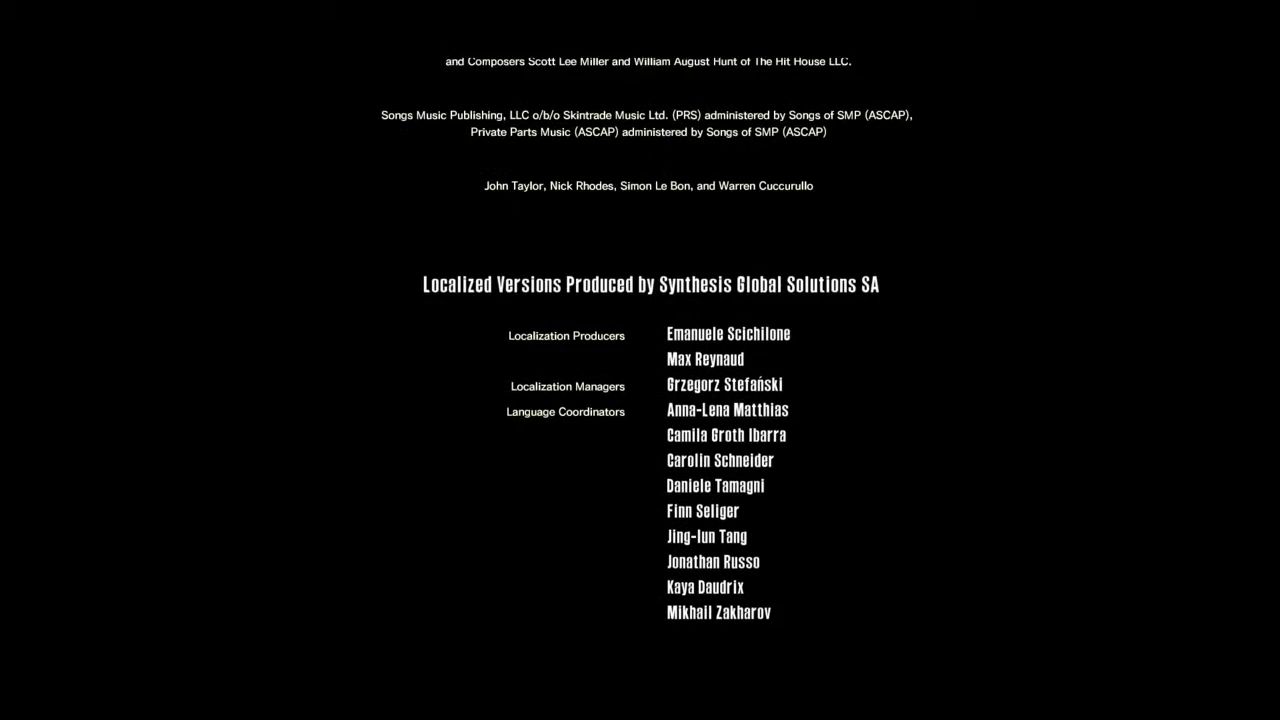 and Composers Scott Lee Miller and William August Hunt of The Hit House LLC.
Songs Music Publishing, LLC o/b/o Skintrade Music Ltd. (PRS) administered by Songs of SMP (ASCAP),
Private Parts Music (ASCAP) administered by Songs of SMP (ASCAP)
John Taylor, Nick Rhodes, Simon Le Bon, and Warren Cuccurullo
Localized Versions Produced by Synthesis Global Solutions SA
Localization Producers Emanuele Scichilone
Max Reynaud
Localization Managers Grzegorz Stefański
Language Coordinators Anna-Lena Matthias
Camila Groth Ibarra
Carolin Schneider
Daniele Tamagni
Finn Seliger
Jing-lun Tang
Jonathan Russo
Kaya Daudrix
Mikhail Zakharov